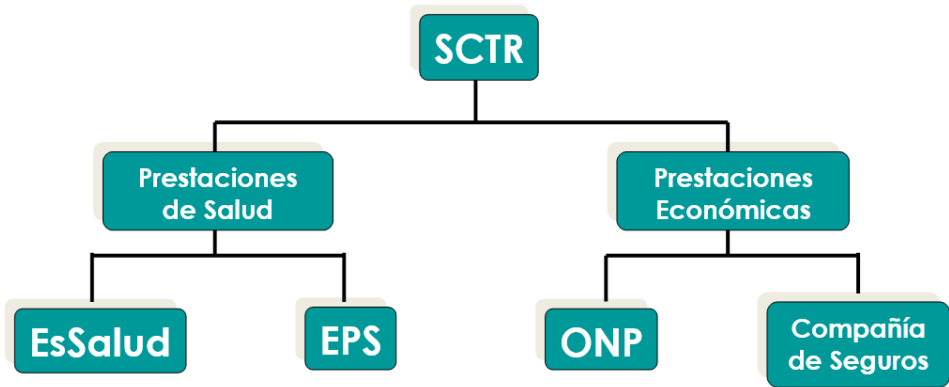 SCTR
Prestaciones
de Salud
Prestaciones
Económicas
EsSalud
EPS
ONP
Compañía
de Seguros